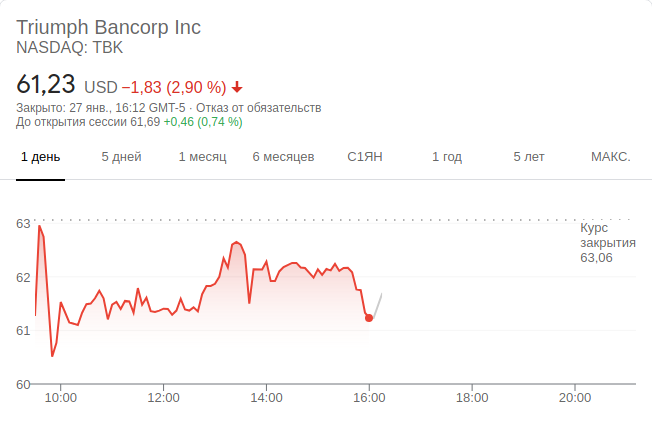 Triumph Bancorp Inc
NASDAQ: TBK
61,23 USD −1,83 (2,90 %)
Закрыто: 27 янв., 16:12 GMT-5 · Отказ от обязательств
До открытия сессии 61,69 +0,46 (0,74 %)
1 день 5 дней 1 месяц 6 месяцев С1ЯН 1 год 5 лет МАКС.
63
Курс
закрытия
63,06
62
61
60
10:00 12:00 14:00 16:00 18:00 20:00